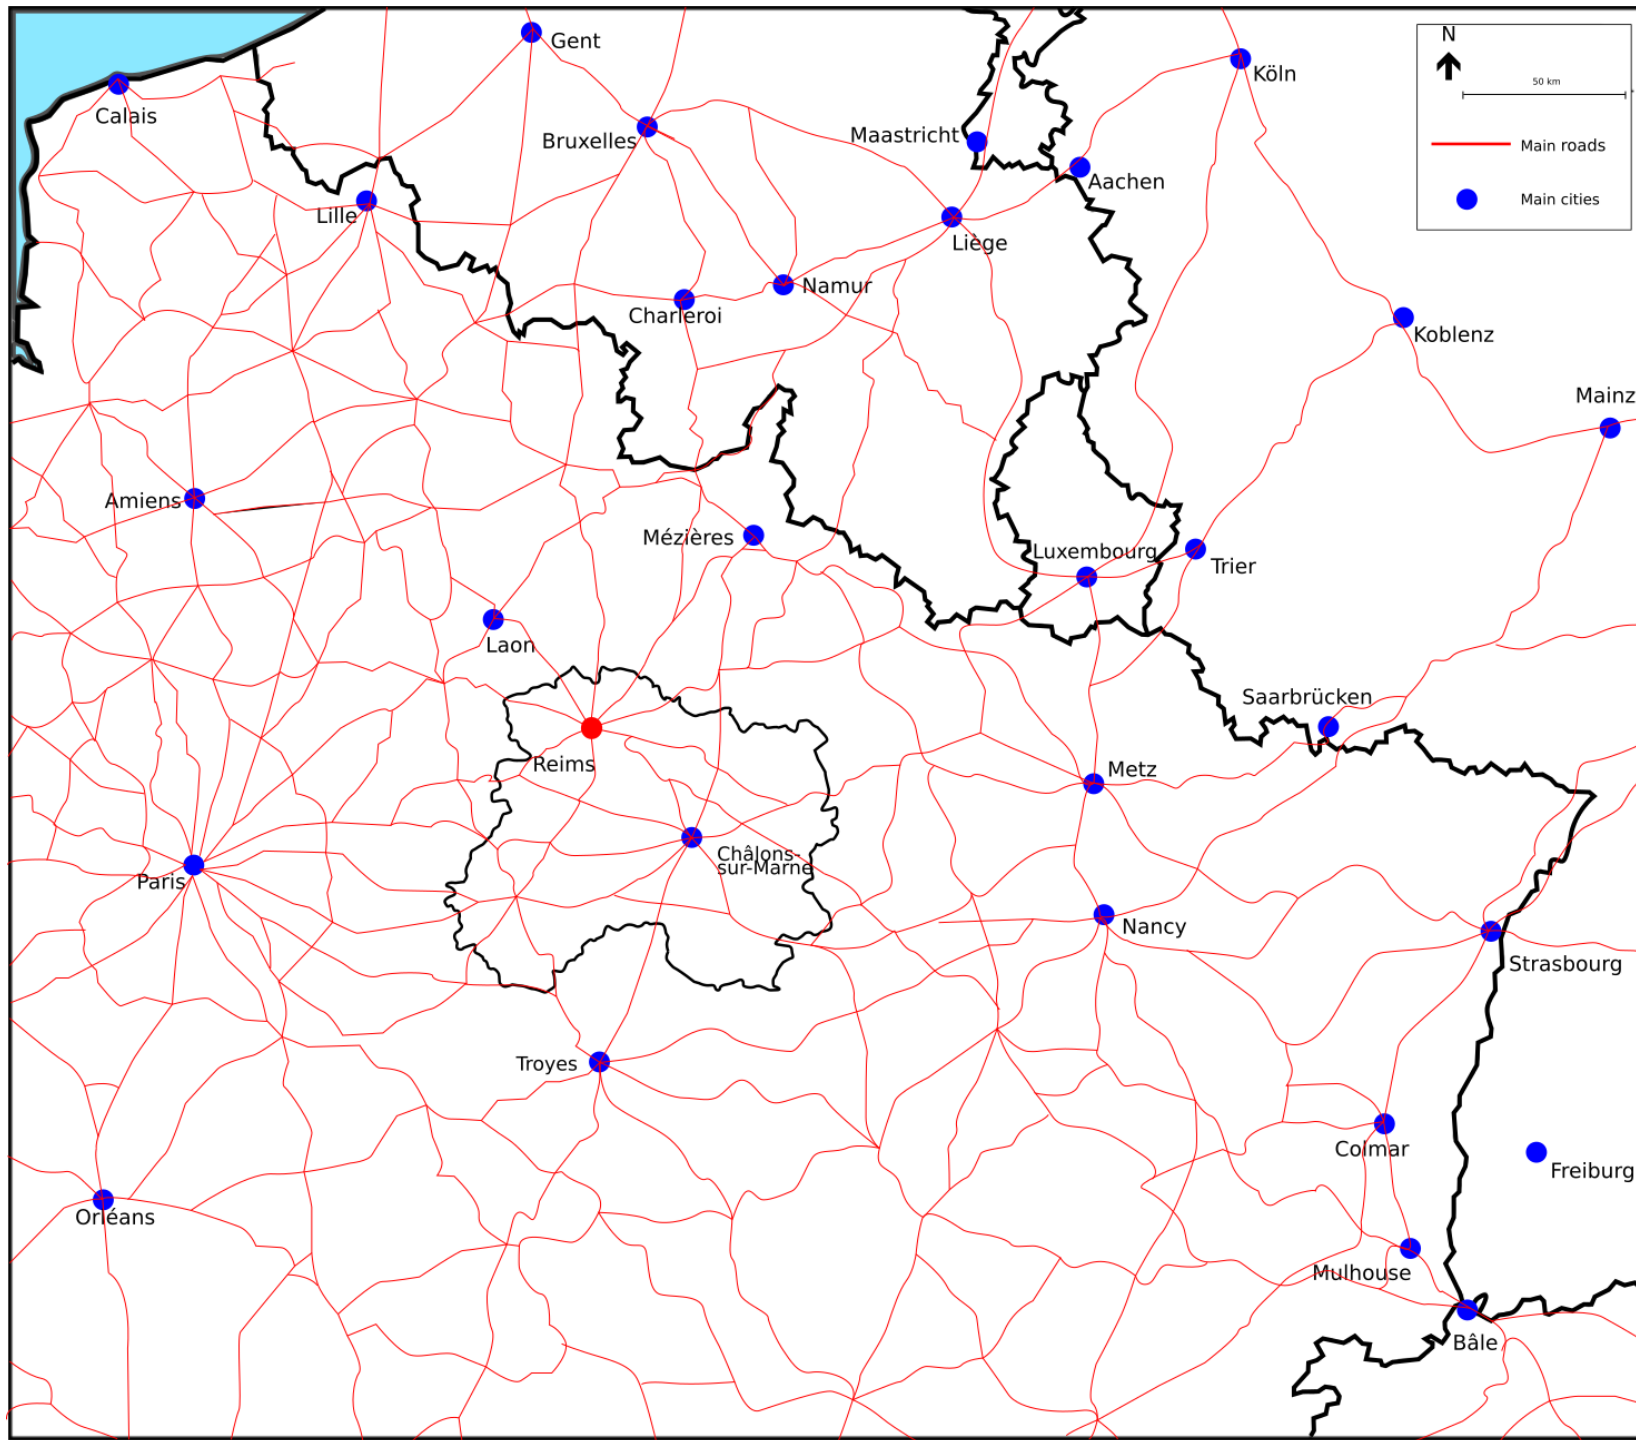 Gent
N
Köln
50 km
Calais
Maastricht
Bruxelles
Main roads
Aachen
Main cities
Lille
Liège
Namur
Charleroi
Koblenz
Mainz
Amiens
Mézières
Luxembourg
Trier
Laon
Saarbrücken
Reims
Metz
Châlons-
sur-Marne
Paris
Nancy
Strasbourg
Troyes
Colmar
Freiburg
Orléans
Mulhouse
Bâle